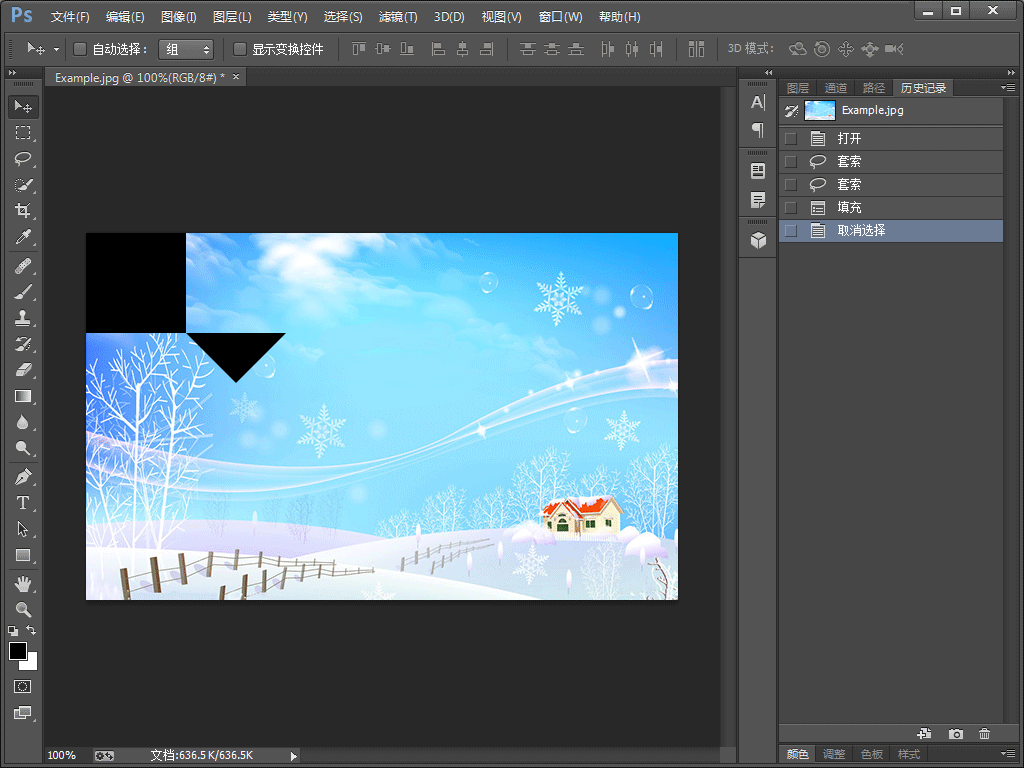 Ps 文件(F) 编辑(E) 图像(I) 图层(L) 类型(Y) 选择(S) 滤镜(T) 3D(D) 视图(V) 窗口(W) 帮助(H)
自动选择： 组 显示变换控件 3D 模式：
Example.jpg @ 100%(RGB/8#) *
图层 通道 路径 历史记录
Example.jpg
打开
套索
套索
填充
取消选择
100% 文档:636.5K/636.5K
颜色 调整 色板 样式